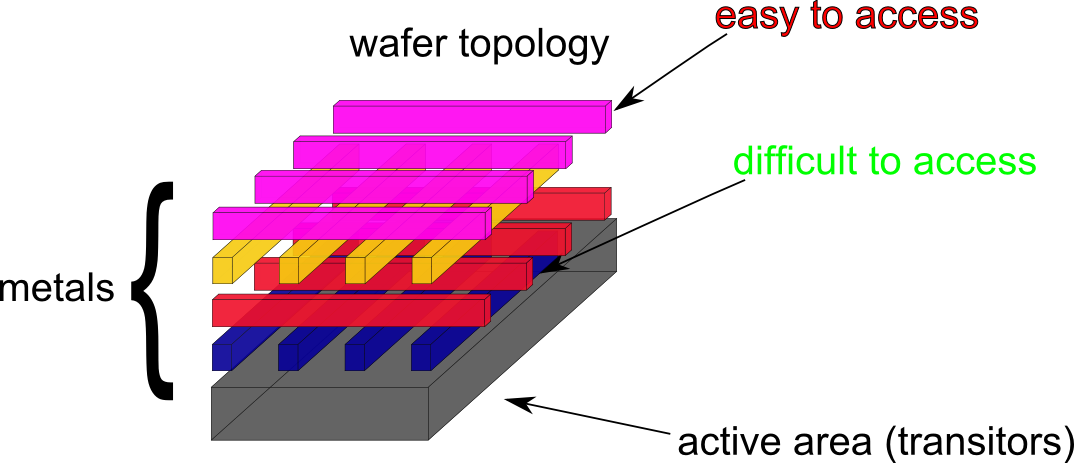 easy to access
wafer topology
difficult to access
metals
active area (transitors)